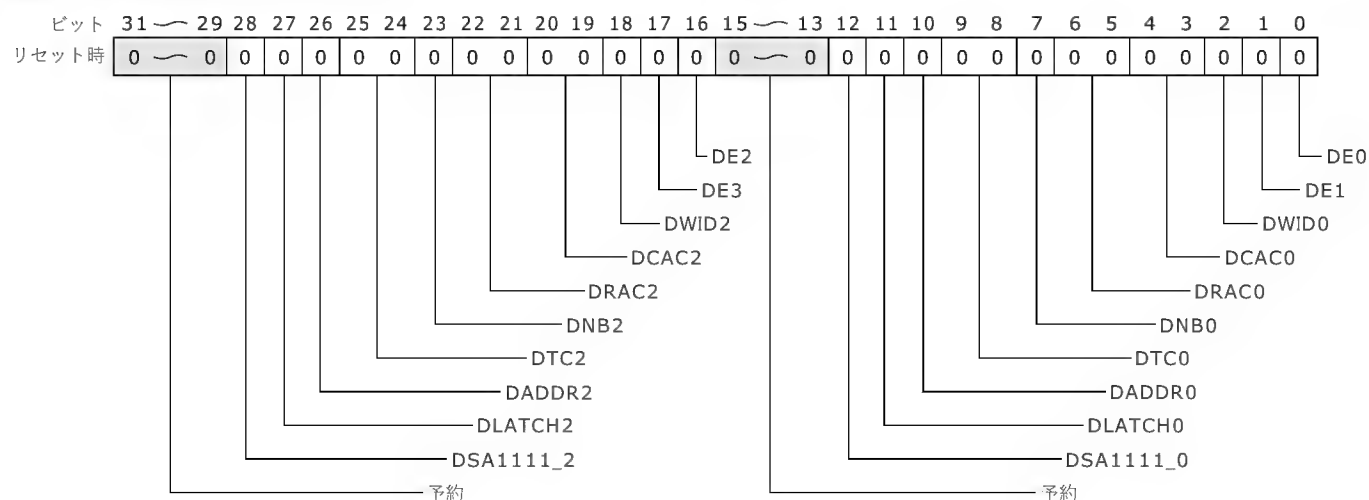 ビット 31 〜 29 28 27 26 25 24 23 22 21 20 19 18 17 16 15 〜 13 12 11 10 9 8 7 6 5 4 3 2 1 0
リセット時 0 〜 0 0 0 0 0 0 0 0 0 0 0 0 0 0 0 〜 0 0 0 0 0 0 0 0 0 0 0 0 0 0
DE2 DE0
DE3 DE1
DWID2 DWID0
DCAC2 DCAC0
DRAC2 DRAC0
DNB2 DNB0
DTC2 DTC0
DADDR2 DADDR0
DLATCH2 DLATCH0
DSA1111_2 DSA1111_0
予約 予約